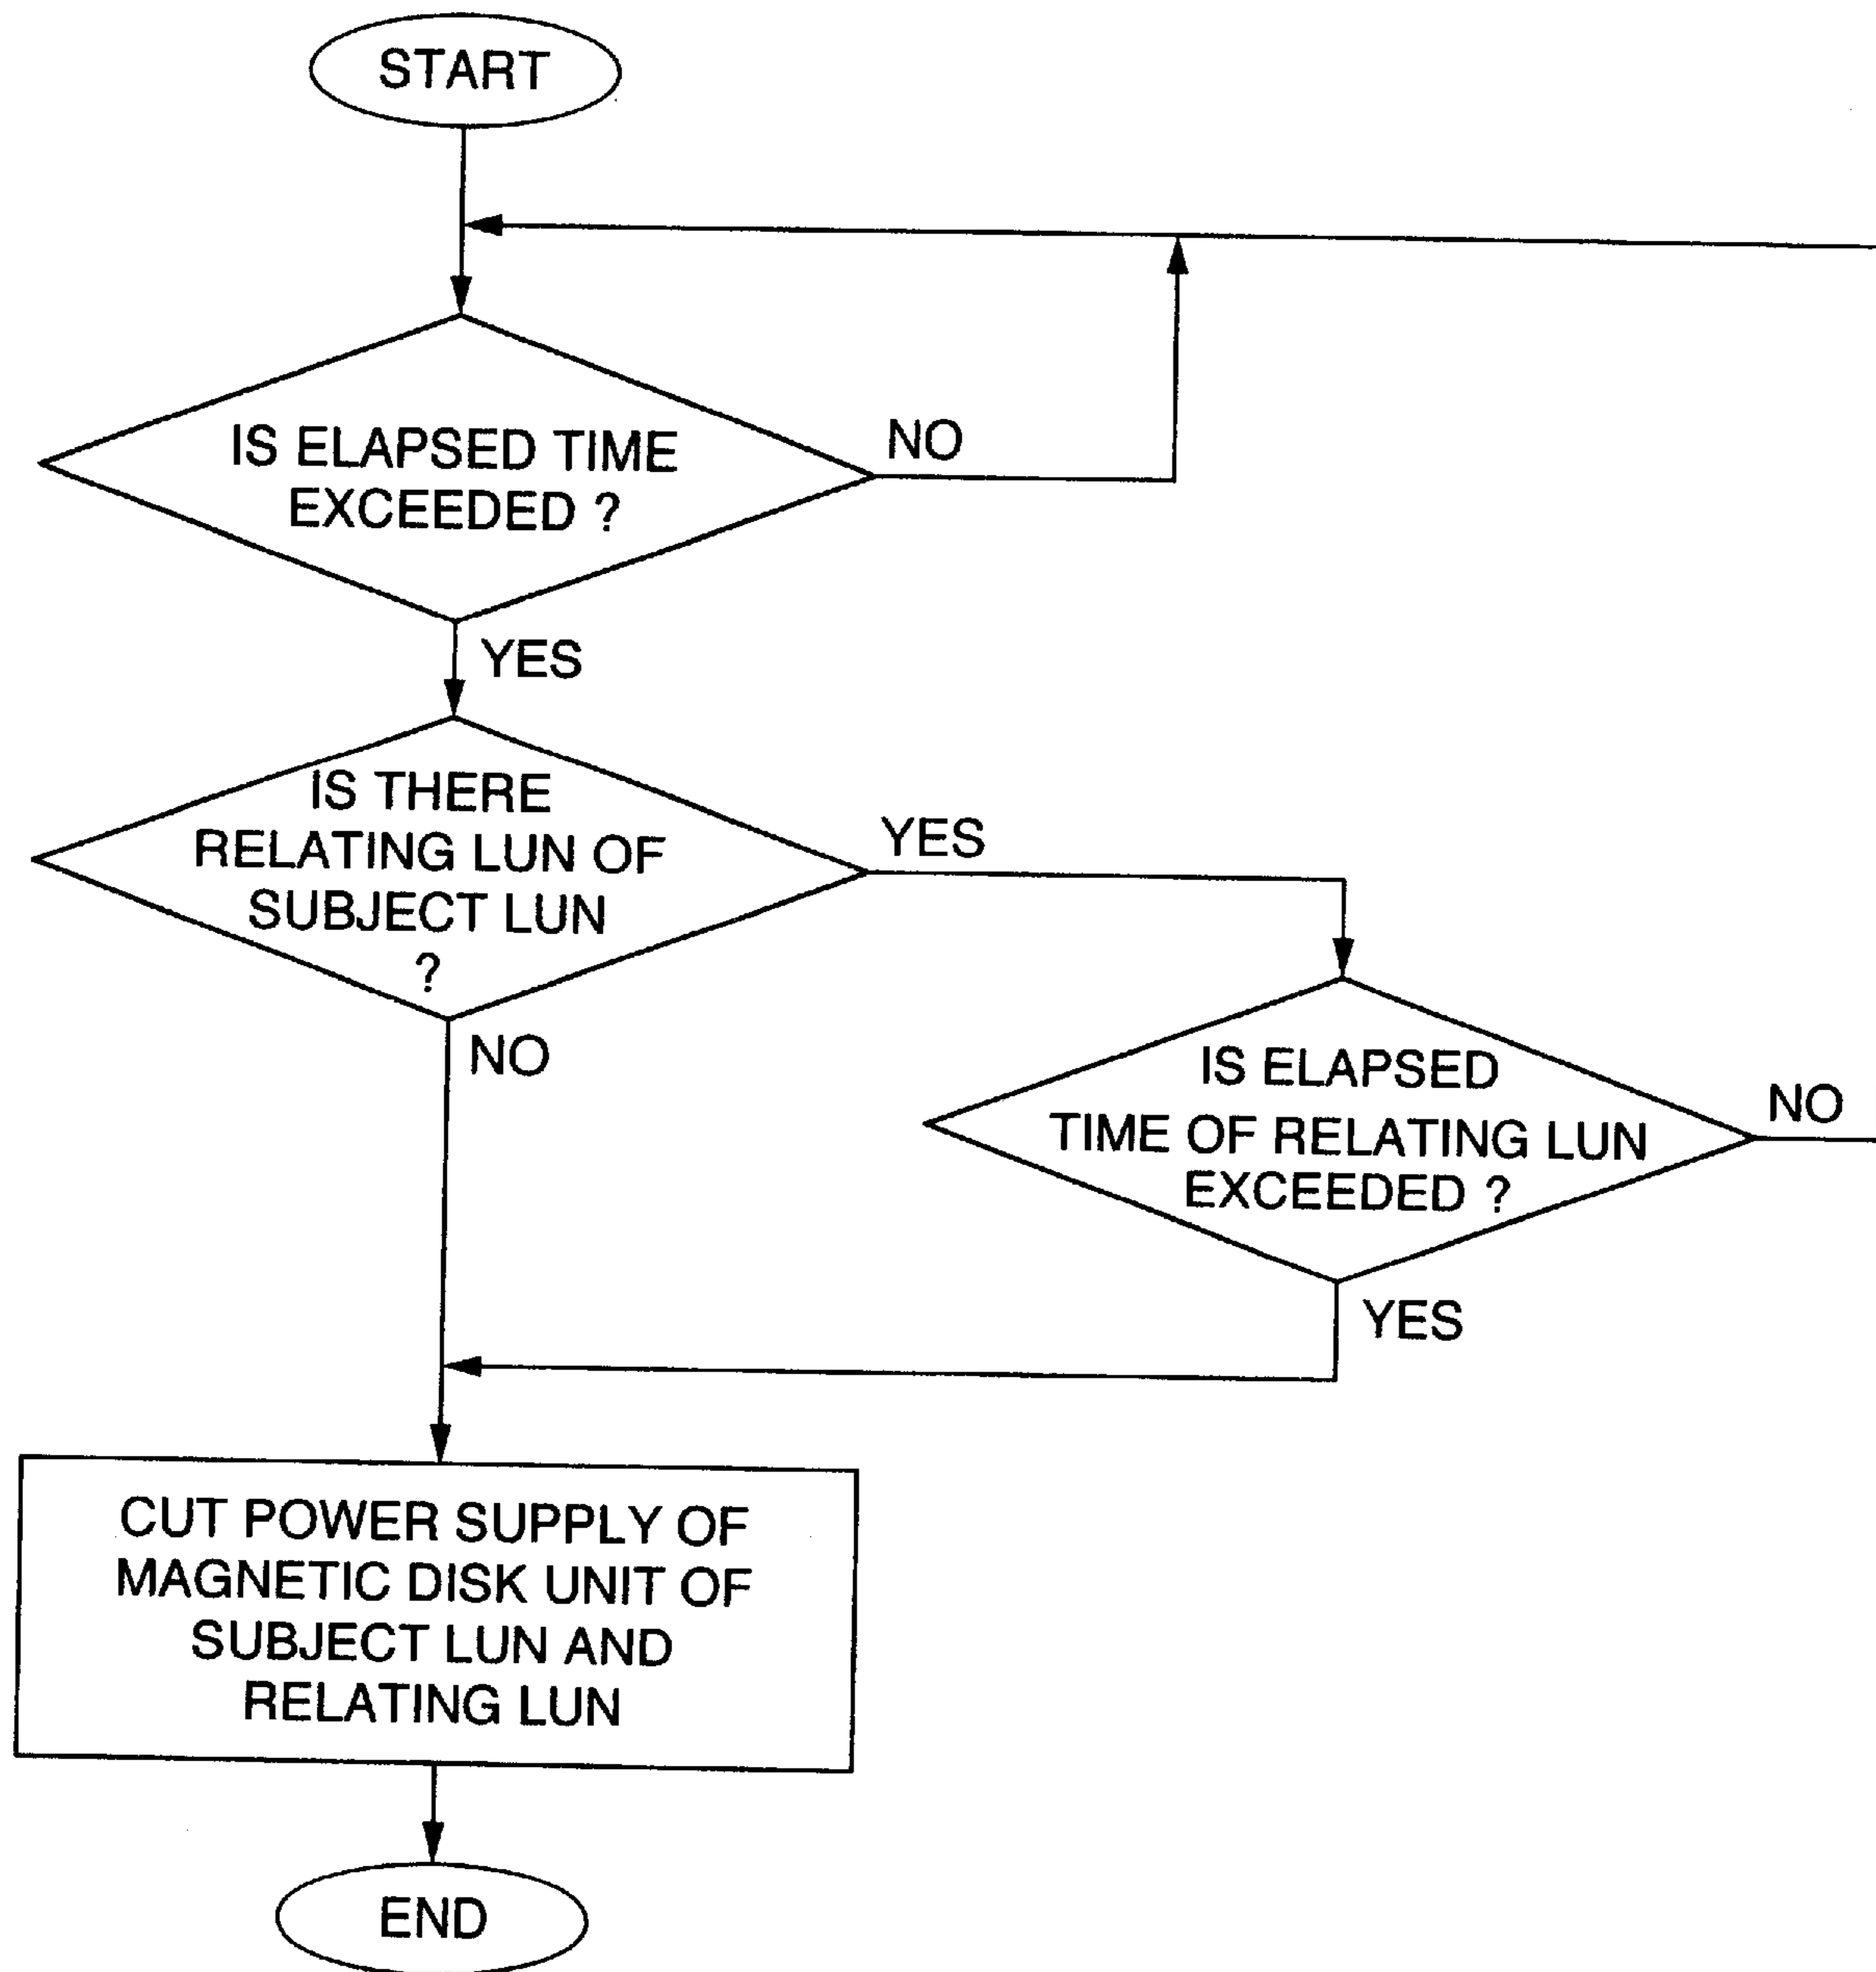 START
IS ELAPSED TIME
EXCEEDED ?
NO
YES
IS THERE
RELATING LUN OF
SUBJECT LUN
?
YES
NO
IS ELAPSED
TIME OF RELATING LUN
EXCEEDED ?
NO
YES
CUT POWER SUPPLY OF
MAGNETIC DISK UNIT OF
SUBJECT LUN AND
RELATING LUN
END